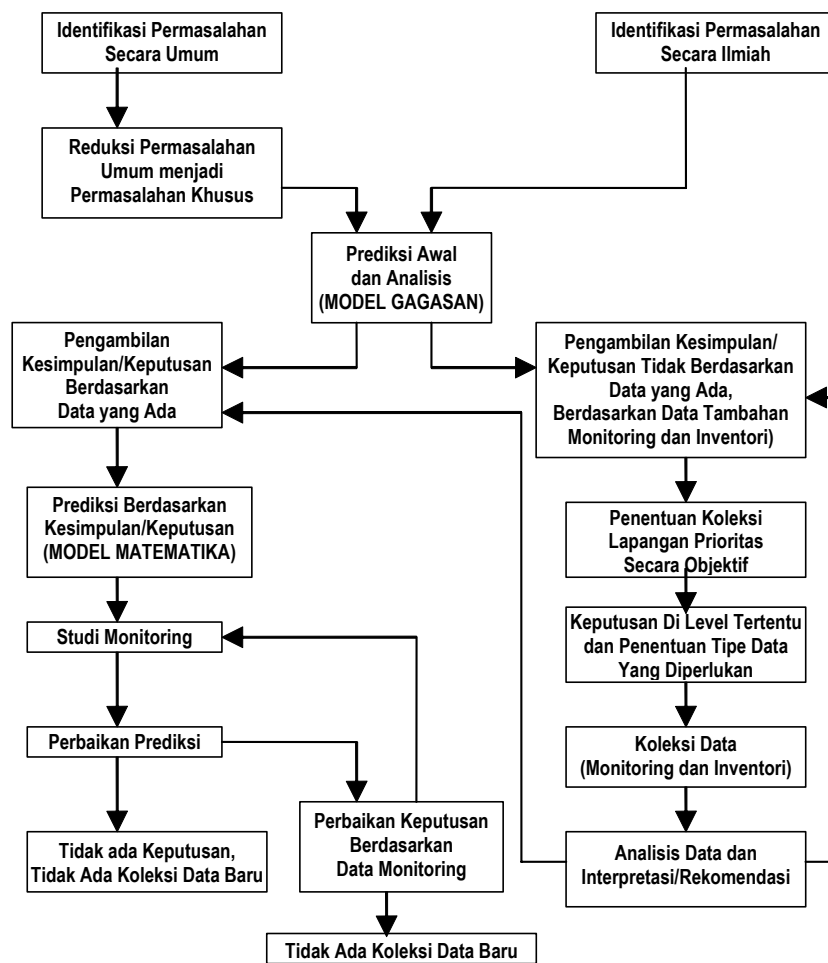 Identifikasi Permasalahan
Secara Umum
Identifikasi Permasalahan
Secara Ilmiah
Reduksi Permasalahan
Umum menjadi
Permasalahan Khusus
Prediksi Awal
dan Analisis
(MODEL GAGASAN)
Pengambilan
Kesimpulan/Keputusan
Berdasarkan
Data yang Ada
Pengambilan Kesimpulan/
Keputusan Tidak Berdasarkan
Data yang Ada,
Berdasarkan Data Tambahan
Monitoring dan Inventori)
Prediksi Berdasarkan
Kesimpulan/Keputusan
(MODEL MATEMATIKA)
Penentuan Koleksi
Lapangan Prioritas
Secara Objektif
Studi Monitoring
Keputusan Di Level Tertentu
dan Penentuan Tipe Data
Yang Diperlukan
Perbaikan Prediksi
Koleksi Data
(Monitoring dan Inventori)
Tidak ada Keputusan,
Tidak Ada Koleksi Data Baru
Perbaikan Keputusan
Berdasarkan
Data Monitoring
Analisis Data dan
Interpretasi/Rekomendasi
Tidak Ada Koleksi Data Baru